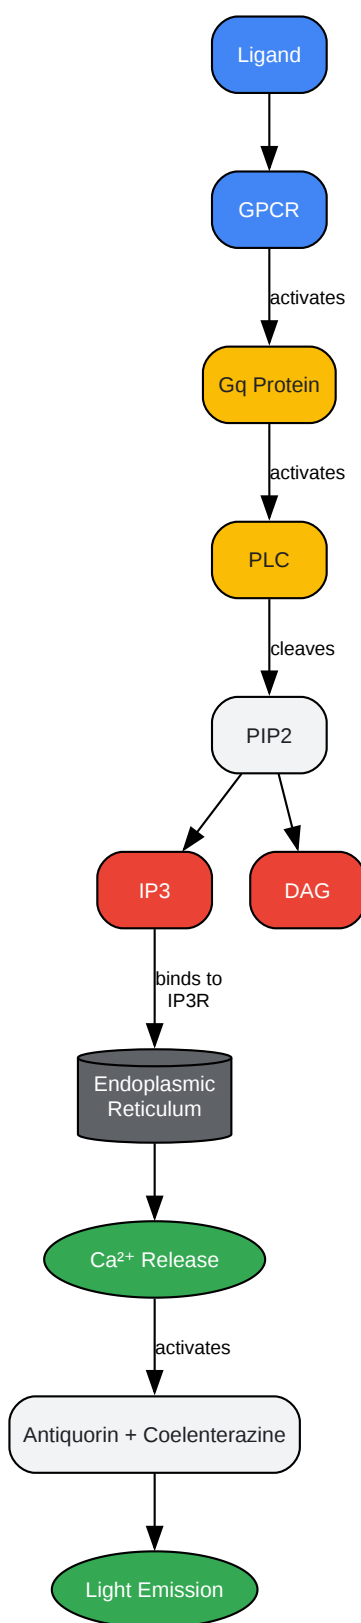 Ligand
GPCR
activates
Gq Protein
activates
PLC
cleaves
PIP2
IP3
DAG
binds to
IP3R
Endoplasmic
Reticulum
Ca²⁺ Release
activates
Antiquorin + Coelenterazine
Light Emission